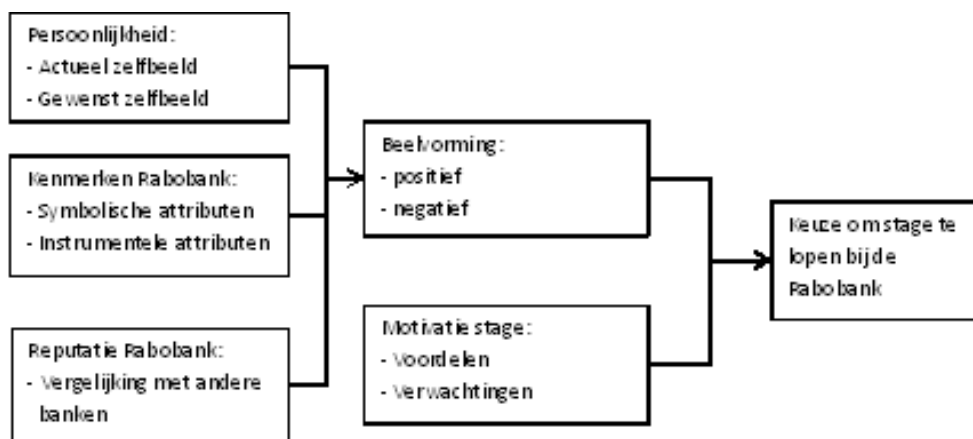 Persoonlijkheid:
- Actueel zelfbeeld
- Gewenst zelfbeeld
Kenmerken Rabobank:
- Symbolische attributen
- Instrumentele attributen
Reputatie Rabobank:
- Vergelijking met andere
banken
Beelvorming:
- positief
- negatief
Motivatie stage:
- Voordelen
- Verwachtingen
Keuze om stage te
lopen bij de
Rabobank